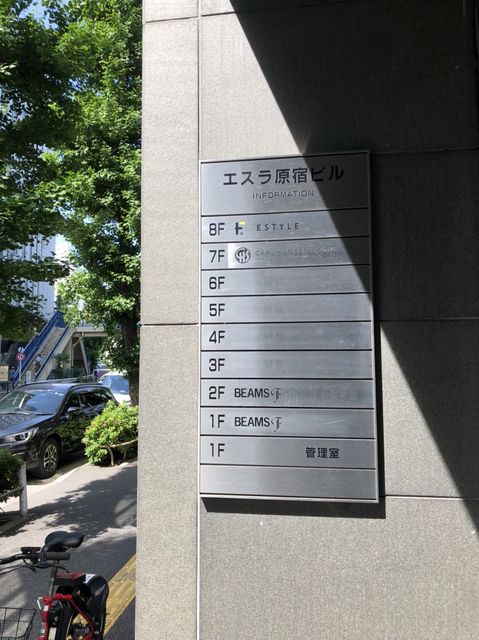 エスラ原宿ビル
INFORMATION
8F ESTYLE
7F
6F
5F
4F
3F
2F BEAMS F
1F BEAMS F
1F 管理室